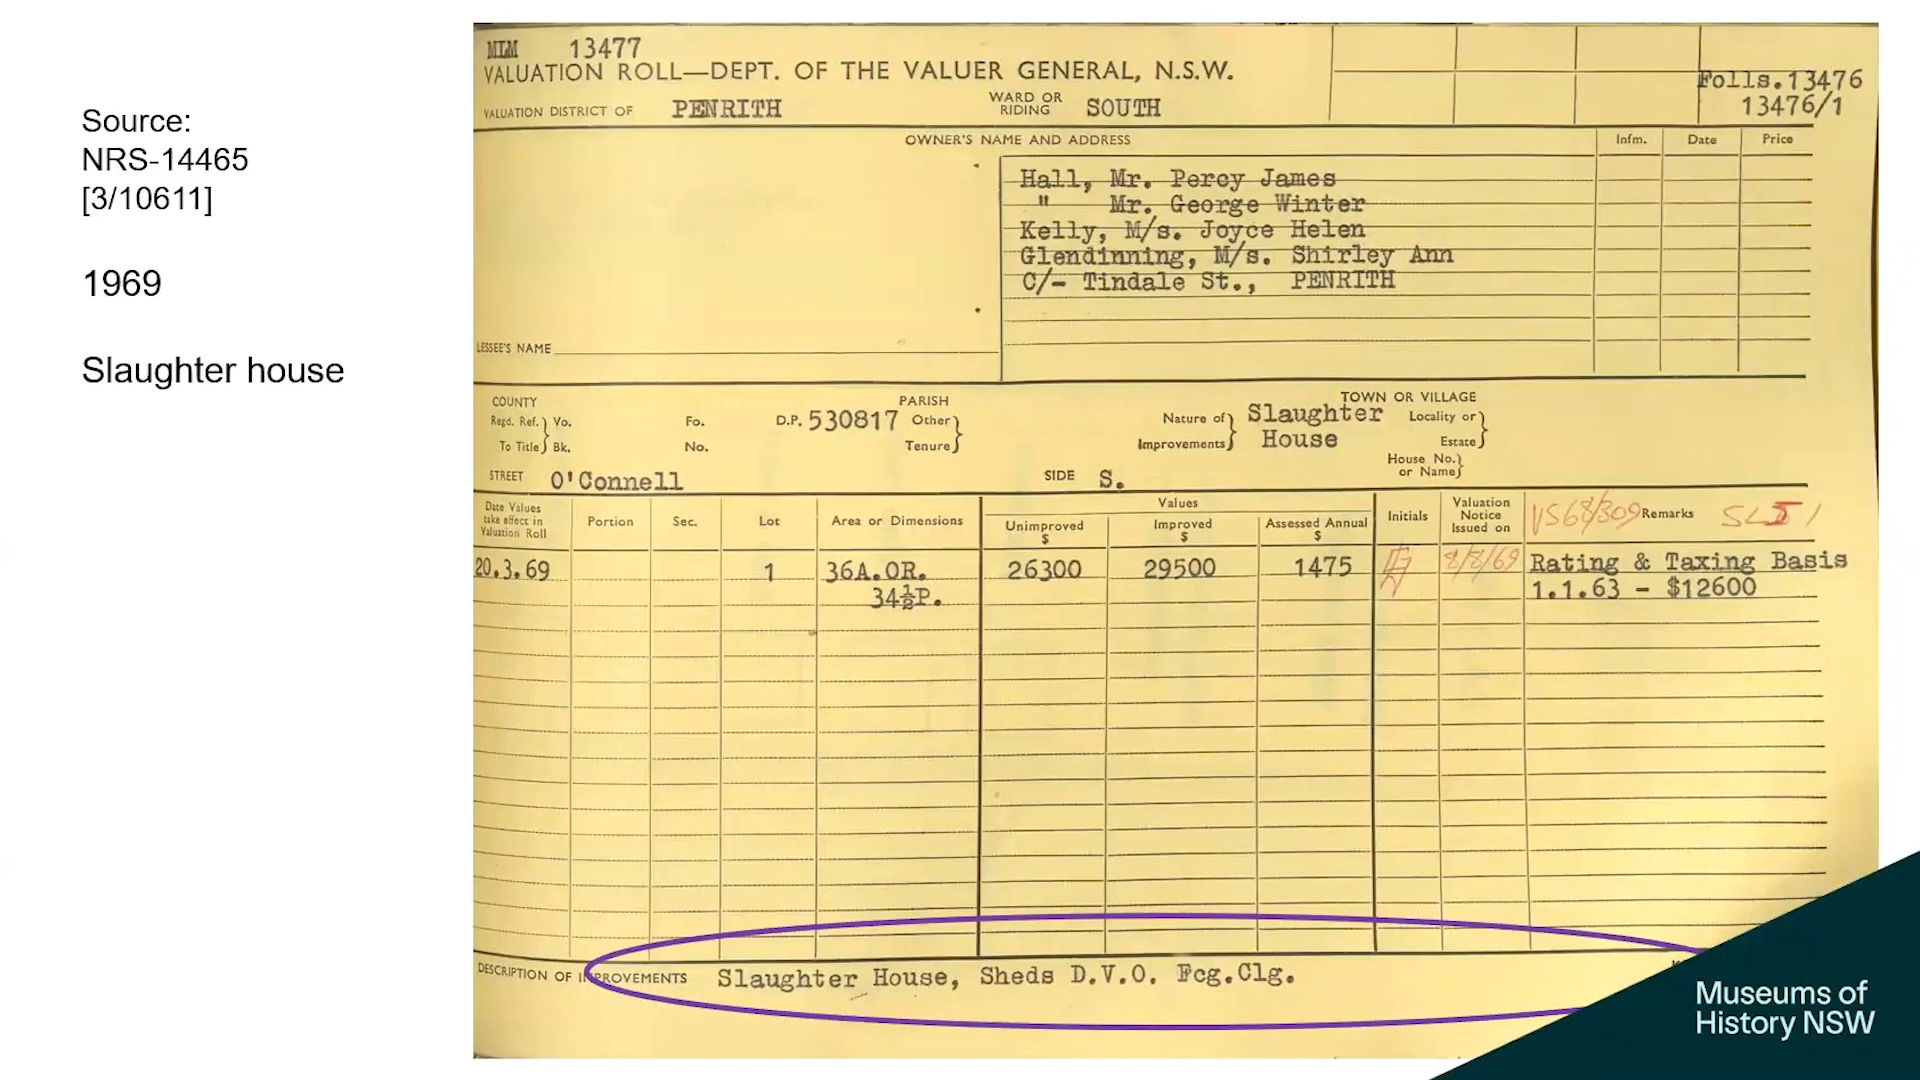 Source:
NRS-14465
[3/10611]
1969
Slaughter house
MLM 13477
VALUATION ROLL—DEPT. OF THE VALUER GENERAL, N.S.W.
Folls.13476
13476/1
VALUATION DISTRICT OF PENRITH WARD OR RIDING SOUTH
OWNER'S NAME AND ADDRESS Infm. Date Price
Hall, Mr. Percy James
" Mr. George Winter
Kelly, M/s. Joyce Helen
Glendinning, M/s. Shirley Ann
C/- Tindale St., PENRITH
LESSEE'S NAME
COUNTY PARISH TOWN OR VILLAGE
Regd. Ref. Vo. Fo. D.P. 530817 Other Nature of Slaughter Locality or
To Title Bk. No. Tenure Improvements House Estate
House No.
or Name
STREET O'Connell SIDE S.
Date Values take effect in Valuation Roll Portion Sec. Lot Area or Dimensions Values Initials Valuation Notice Issued on VS68/309 Remarks
Unimproved $ Improved $ Assessed Annual $
20.3.69 1 36A.OR. 26300 29500 1475 8/8/69 Rating & Taxing Basis
34½P. 1.1.63 - $12600
DESCRIPTION OF IMPROVEMENTS Slaughter House, Sheds D.V.O. Fcg.Clg.
Museums of
History NSW